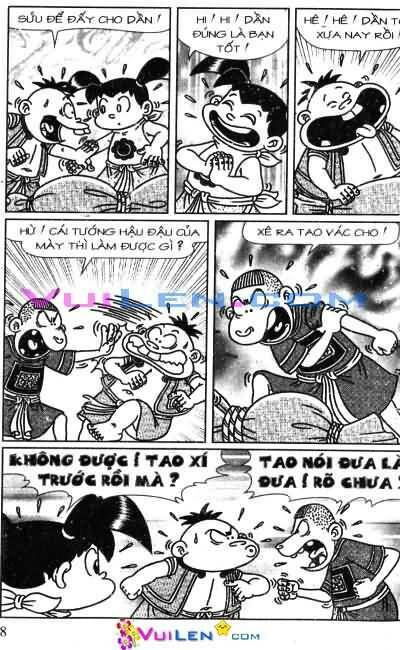 SỬU ĐỂ ĐẤY CHO DẦN !
HI ! HI ! DẦN
ĐÚNG LÀ BẠN
TỐT !
HÊ ! HÊ ! DẦN TỐ
XƯA NAY RỒI !
HỪ ! CÁI TƯỚNG HẬU ĐẬU CỦA
MÀY THÌ LÀM ĐƯỢC GÌ ?
XÊ RA TAO VÁC CHO !
VUILEN.COM
KHÔNG ĐƯỢC ! TAO XÍ
TRƯỚC RỒI MÀ ?
TAO NÓI ĐƯA LÀ
ĐƯA ! RÕ CHƯA !
8
VUILEN.COM